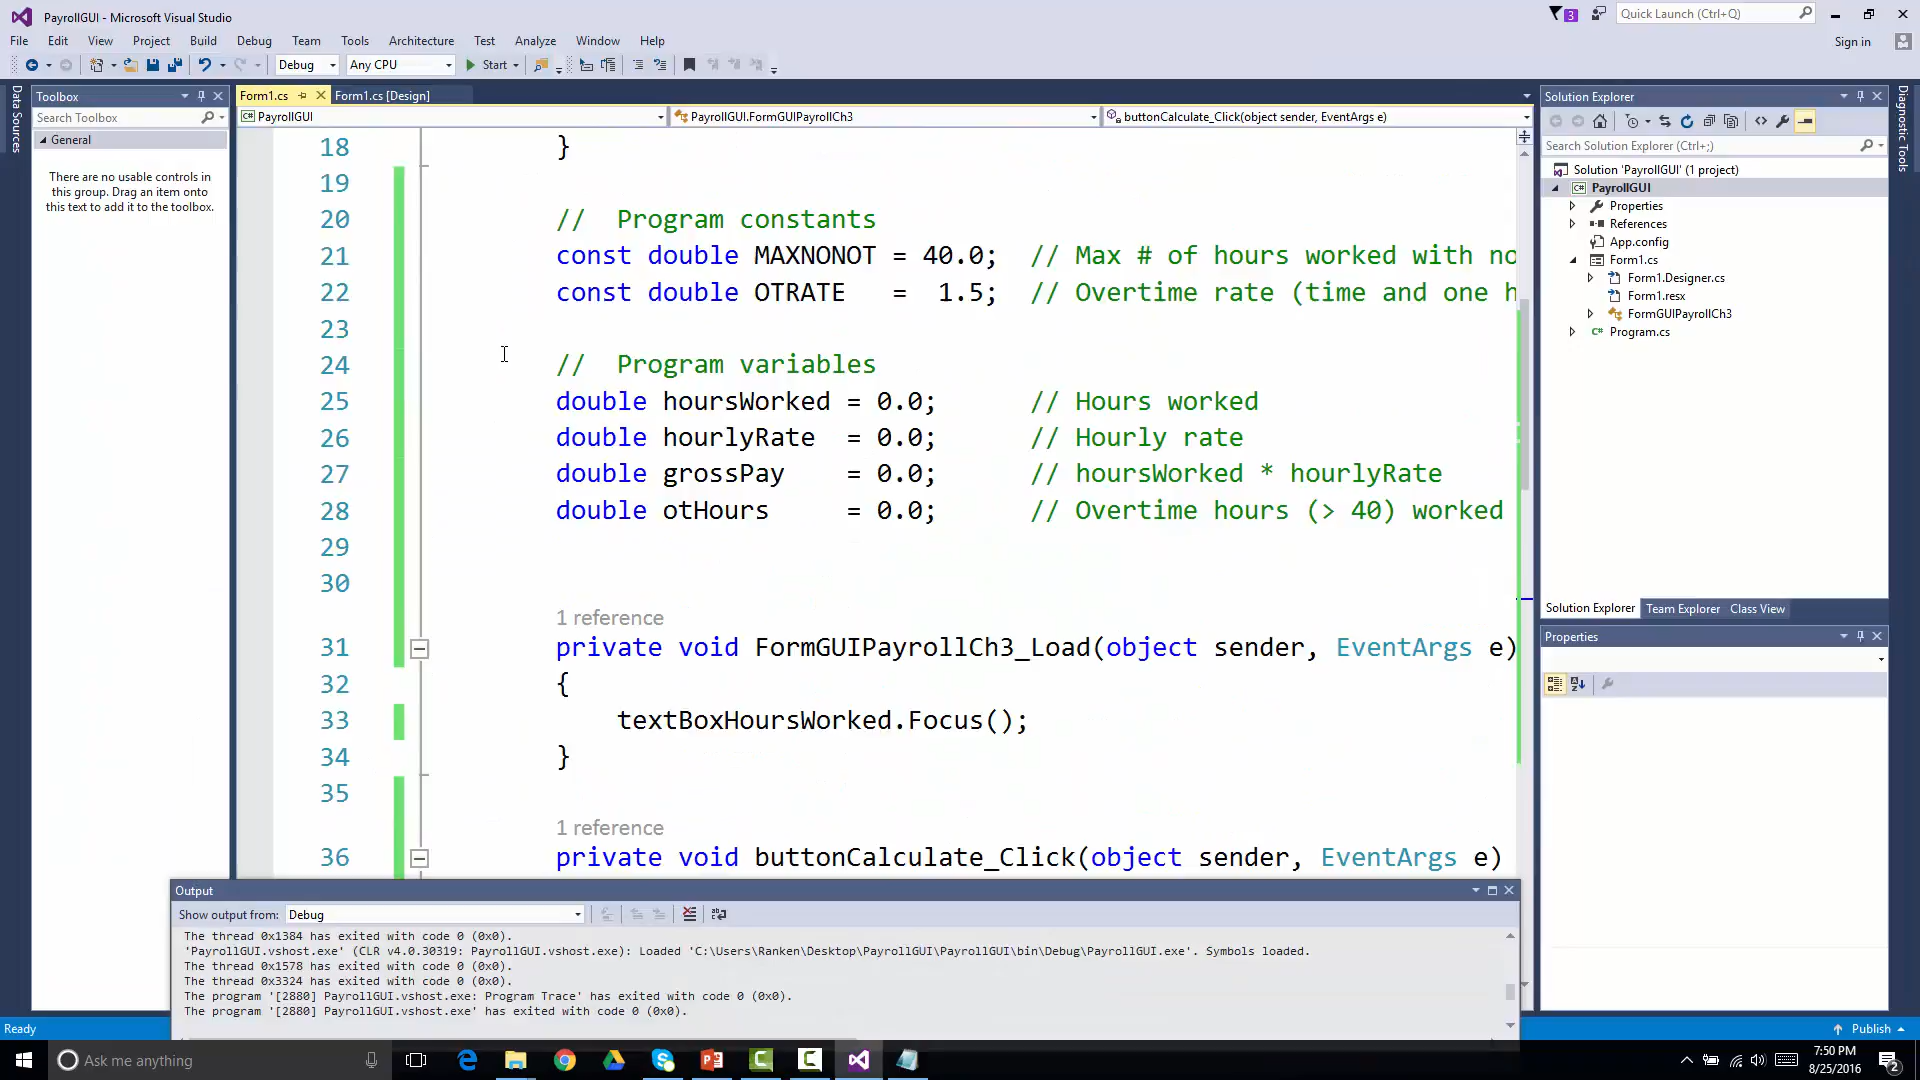 PayrollGUI - Microsoft Visual Studio
3
Quick Launch (Ctrl+Q)
File Edit View Project Build Debug Team Tools Architecture Test Analyze Window Help
Sign in
Debug Any CPU Start
Data Sources
Toolbox
Search Toolbox
General
There are no usable controls in
this group. Drag an item onto
this text to add it to the toolbox.
Form1.cs Form1.cs [Design]
PayrollGUI PayrollGUI.FormGUIPayrollCh3 buttonCalculate_Click(object sender, EventArgs e)
18 }
19
20 // Program constants
21 const double MAXNONOT = 40.0; // Max # of hours worked with no
22 const double OTRATE = 1.5; // Overtime rate (time and one h
23
24 // Program variables
25 double hoursWorked = 0.0; // Hours worked
26 double hourlyRate = 0.0; // Hourly rate
27 double grossPay = 0.0; // hoursWorked * hourlyRate
28 double otHours = 0.0; // Overtime hours (> 40) worked
29
30
1 reference
31 private void FormGUIPayrollCh3_Load(object sender, EventArgs e)
32 {
33 textBoxHoursWorked.Focus();
34 }
35
1 reference
36 private void buttonCalculate_Click(object sender, EventArgs e)
Output
Show output from: Debug
The thread 0x1384 has exited with code 0 (0x0).
'PayrollGUI.vshost.exe' (CLR v4.0.30319: PayrollGUI.vshost.exe): Loaded 'C:\Users\Ranken\Desktop\PayrollGUI\PayrollGUI\bin\Debug\PayrollGUI.exe'. Symbols loaded.
The thread 0x1578 has exited with code 0 (0x0).
The thread 0x3324 has exited with code 0 (0x0).
The program '[2880] PayrollGUI.vshost.exe: Program Trace' has exited with code 0 (0x0).
The program '[2880] PayrollGUI.vshost.exe' has exited with code 0 (0x0).
Solution Explorer
Search Solution Explorer (Ctrl+;)
Solution 'PayrollGUI' (1 project)
PayrollGUI
Properties
References
App.config
Form1.cs
Form1.Designer.cs
Form1.resx
FormGUIPayrollCh3
Program.cs
Solution Explorer Team Explorer Class View
Properties
Diagnostic Tools
Ready
Publish
Ask me anything
7:50 PM
8/25/2016
2